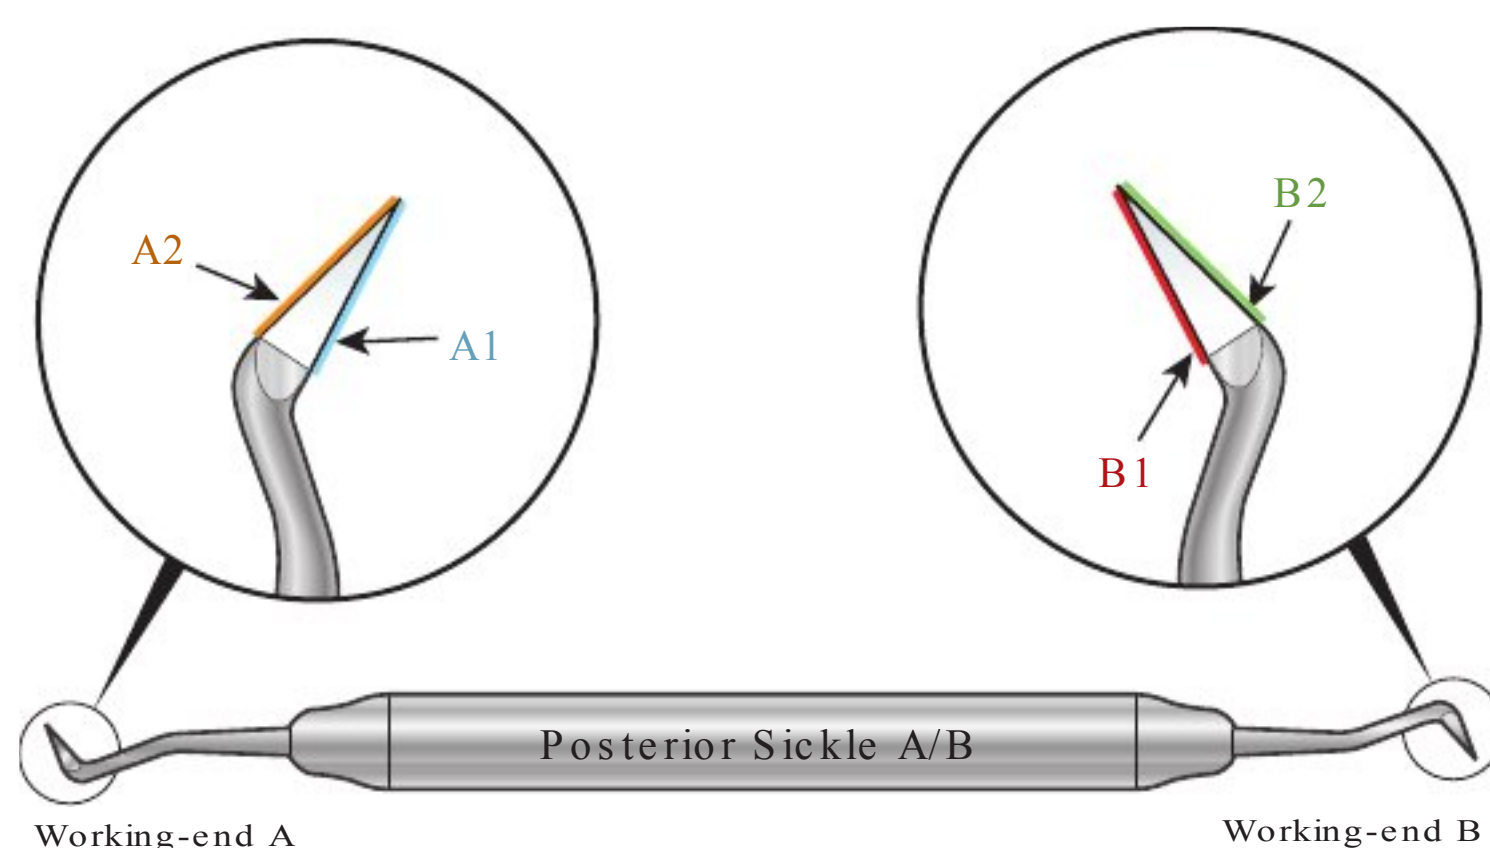 A2
A1
B2
B1
Posterior Sickle A/B
Working-end A
Working-end B